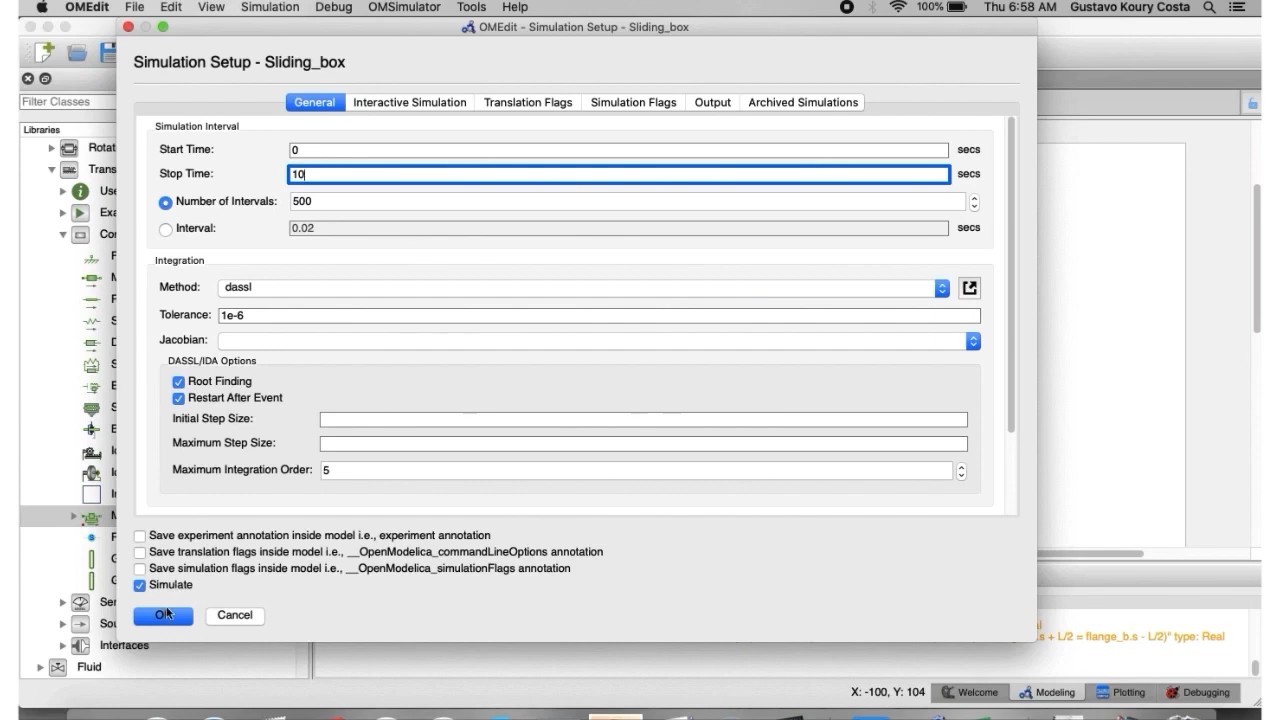 OMEdit File Edit View Simulation Debug OMSimulator Tools Help 100% Thu 6:58 AM Gustavo Koury Costa
OMEdit - Simulation Setup - Sliding_box
Simulation Setup - Sliding_box
Filter Classes
General Interactive Simulation Translation Flags Simulation Flags Output Archived Simulations
Libraries
Simulation Interval
Start Time: 0 secs
Stop Time: 10 secs
Number of Intervals: 500
Interval: 0.02 secs
Integration
Method: dassl
Tolerance: 1e-6
Jacobian:
DASSL/IDA Options
Root Finding
Restart After Event
Initial Step Size:
Maximum Step Size:
Maximum Integration Order: 5
Save experiment annotation inside model i.e., experiment annotation
Save translation flags inside model i.e., __OpenModelica_commandLineOptions annotation
Save simulation flags inside model i.e., __OpenModelica_simulationFlags annotation
Simulate
OK Cancel
.s + L/2 = flange_b.s - L/2)" type: Real
Interfaces
Fluid
X: -100, Y: 104 Welcome Modeling Plotting Debugging